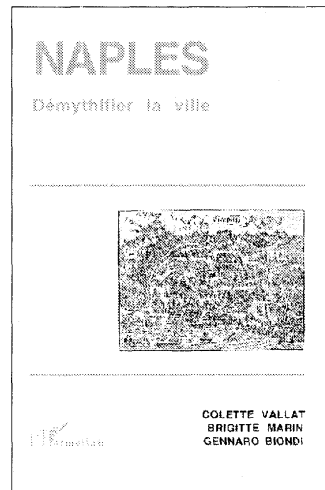 NAPLES
Démythifier la ville
COLETTE VALLAT
BRIGITTE MARIN
GENNARO BIONDI
L'Harmattan